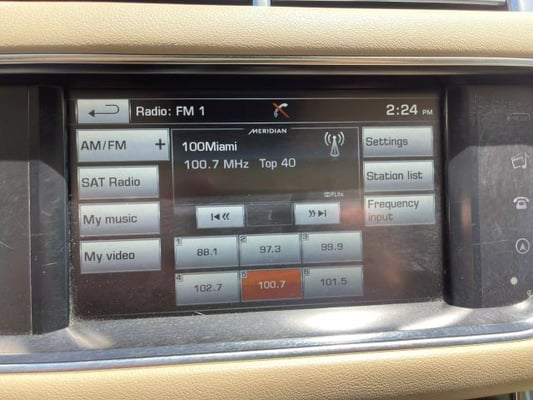 Radio: FM 1
2:24 PM
MERIDIAN
AM/FM +
100Miami
Settings
100.7 MHz Top 40
SAT Radio
Station list
My music
Frequency
input
88.1
97.3
99.9
My video
102.7
100.7
101.5